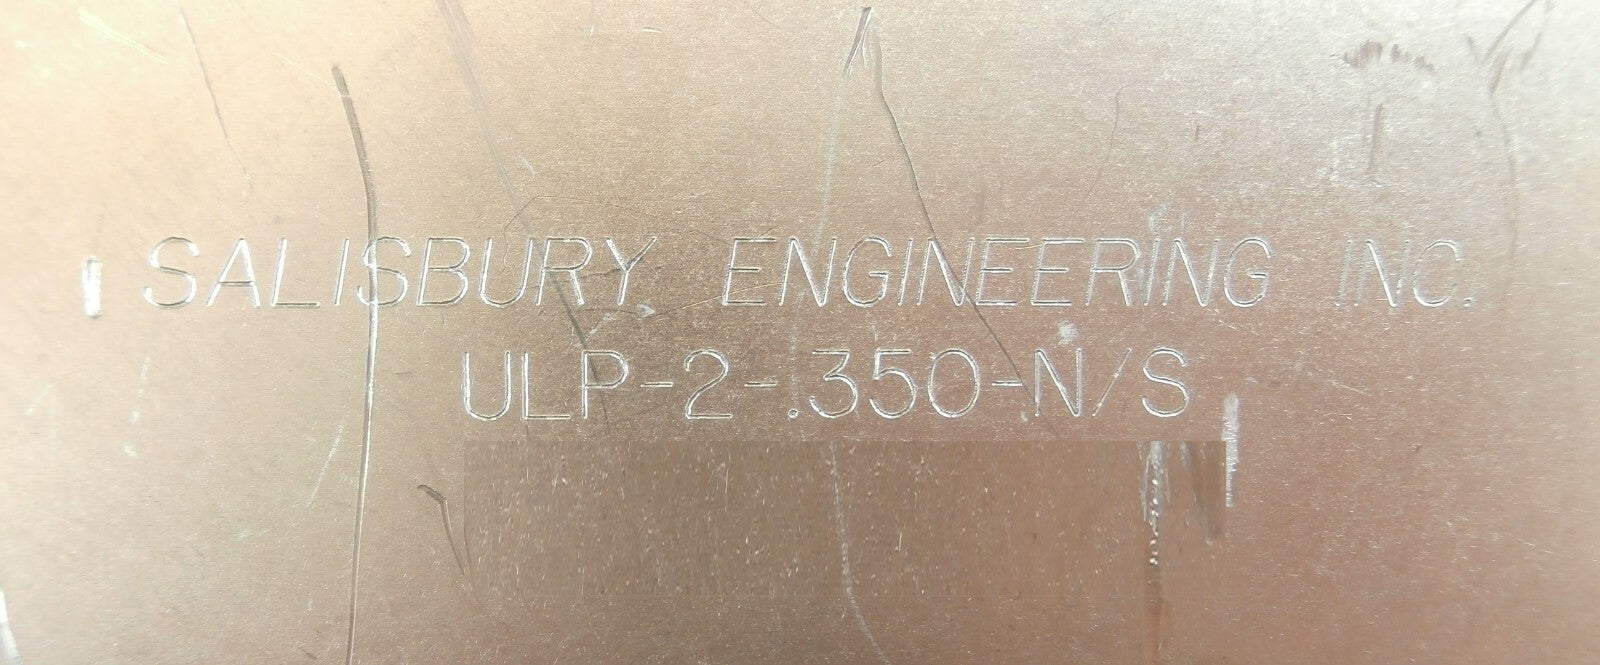 SALISBURY ENGINEERING INC.
ULP-2-.350-N/S